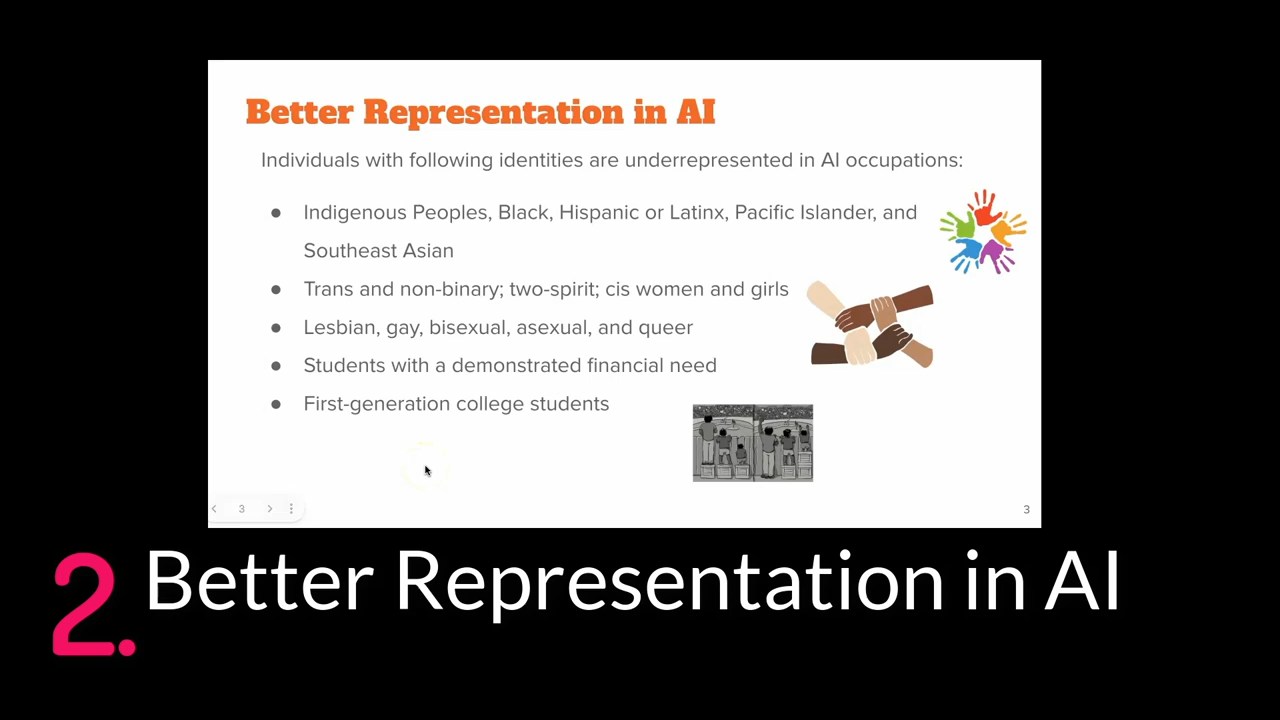 Better Representation in AI
Individuals with following identities are underrepresented in AI occupations:
● Indigenous Peoples, Black, Hispanic or Latinx, Pacific Islander, and
Southeast Asian
● Trans and non-binary; two-spirit; cis women and girls
● Lesbian, gay, bisexual, asexual, and queer
● Students with a demonstrated financial need
● First-generation college students
3
3
2. Better Representation in AI